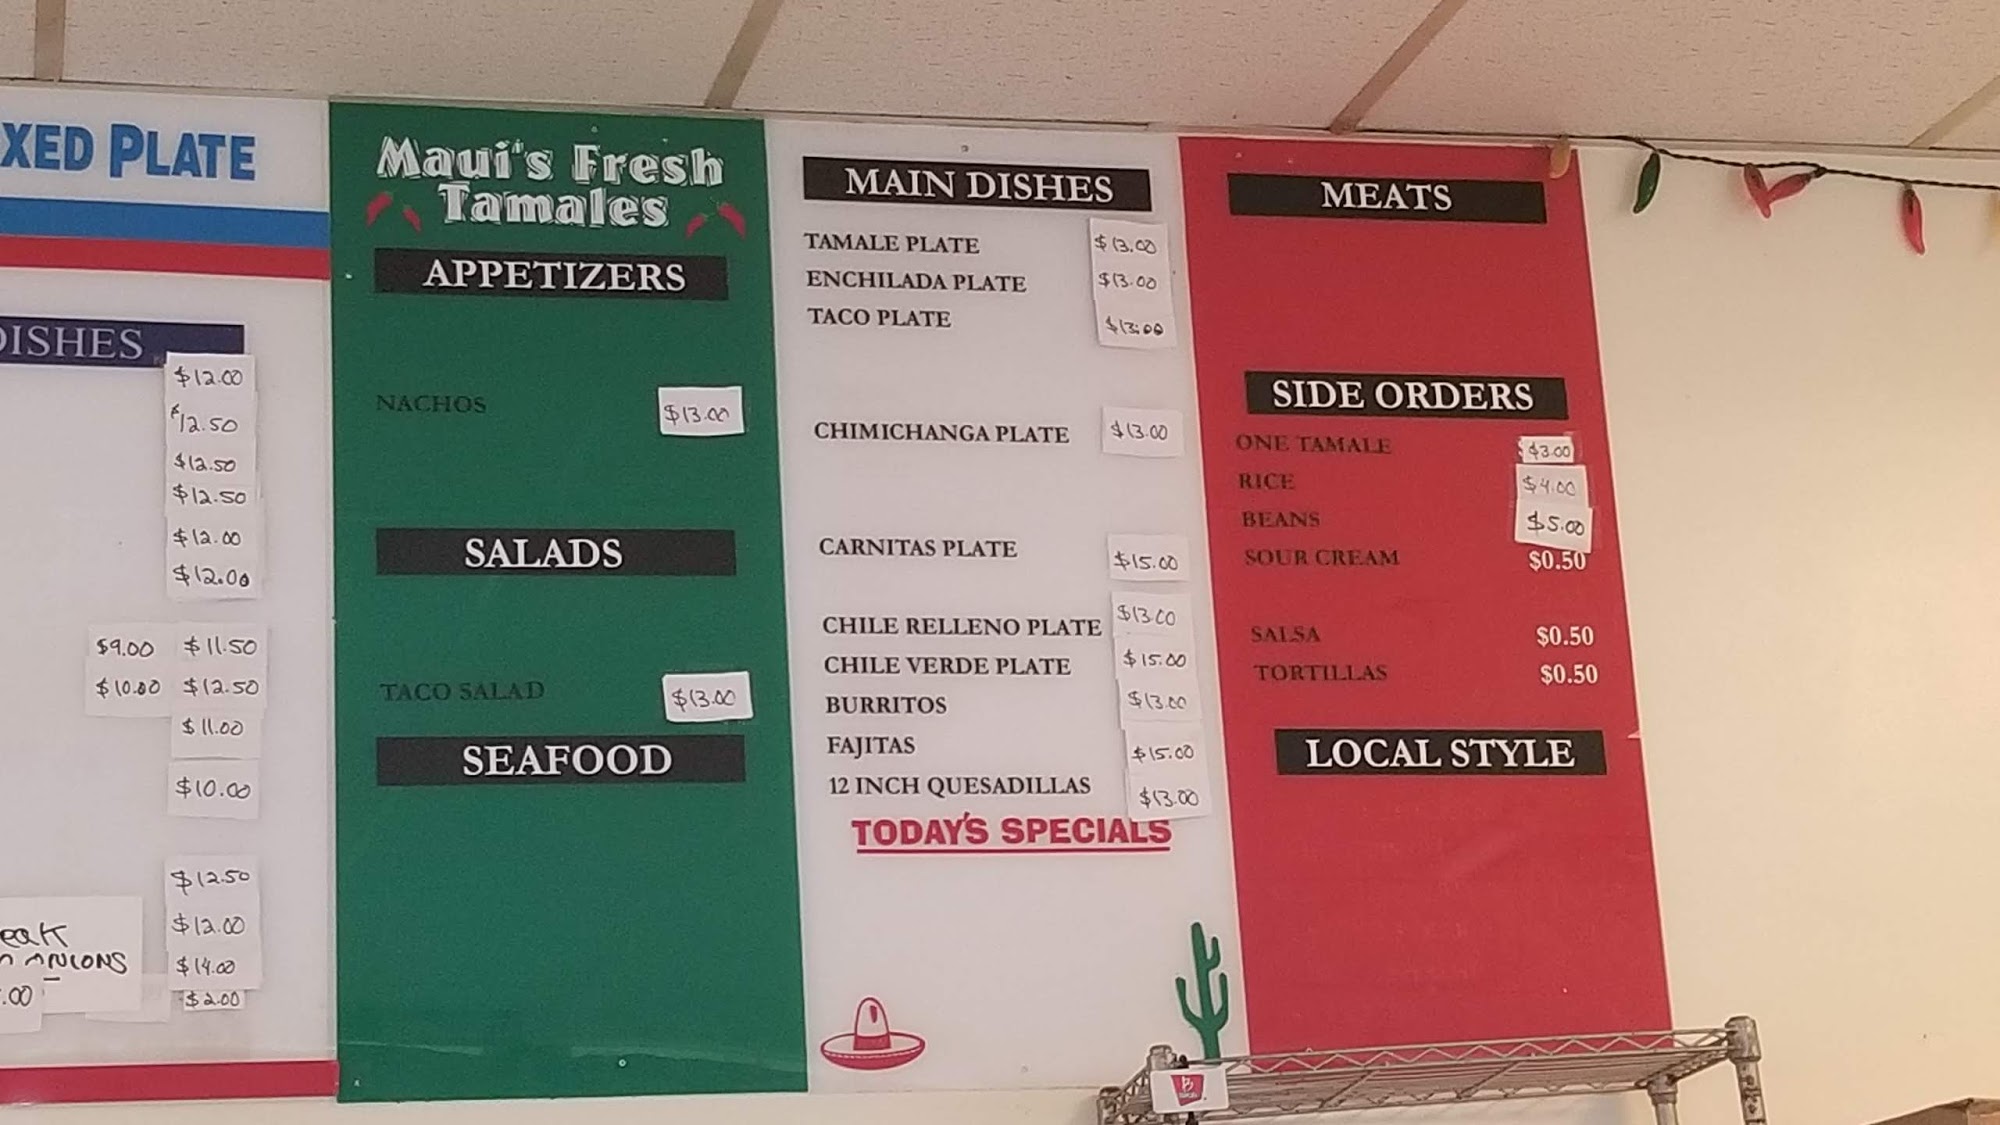 XED PLATE
DISHES
$12.00
$12.50
$12.50
$12.50
$12.00
$12.00
$9.00 $11.50
$10.00 $12.50
$11.00
$10.00
$12.50
$12.00
$14.00
$2.00
ONIONS
.00
Maui's Fresh
Tamales
APPETIZERS
NACHOS $13.00
SALADS
TACO SALAD $13.00
SEAFOOD
MAIN DISHES
TAMALE PLATE $13.00
ENCHILADA PLATE $13.00
TACO PLATE $13.00
CHIMICHANGA PLATE $13.00
CARNITAS PLATE $15.00
CHILE RELLENO PLATE $13.00
CHILE VERDE PLATE $15.00
BURRITOS $13.00
FAJITAS $15.00
12 INCH QUESADILLAS $13.00
TODAY'S SPECIALS
MEATS
SIDE ORDERS
ONE TAMALE $3.00
RICE $4.00
BEANS $5.00
SOUR CREAM $0.50
SALSA $0.50
TORTILLAS $0.50
LOCAL STYLE